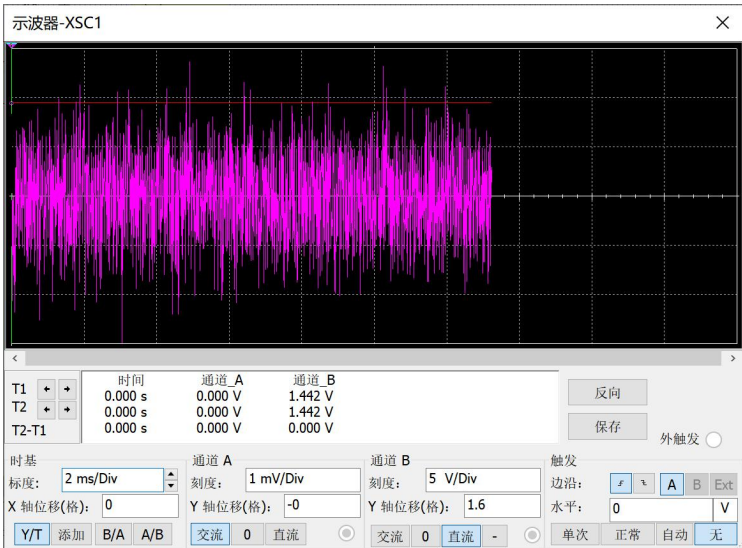 示波器-XSC1
时间 通道_A 通道_B
T1 0.000 s 0.000 V 1.442 V
T2 0.000 s 0.000 V 1.442 V
T2-T1 0.000 s 0.000 V 0.000 V
反向
保存
外触发
时基 通道 A 通道 B 触发
标度: 2 ms/Div 刻度: 1 mV/Div 刻度: 5 V/Div 边沿: A B Ext
X 轴位移(格): 0 Y 轴位移(格): -0 Y 轴位移(格): 1.6 水平: 0 V
Y/T 添加 B/A A/B 交流 0 直流 交流 0 直流 - 单次 正常 自动 无